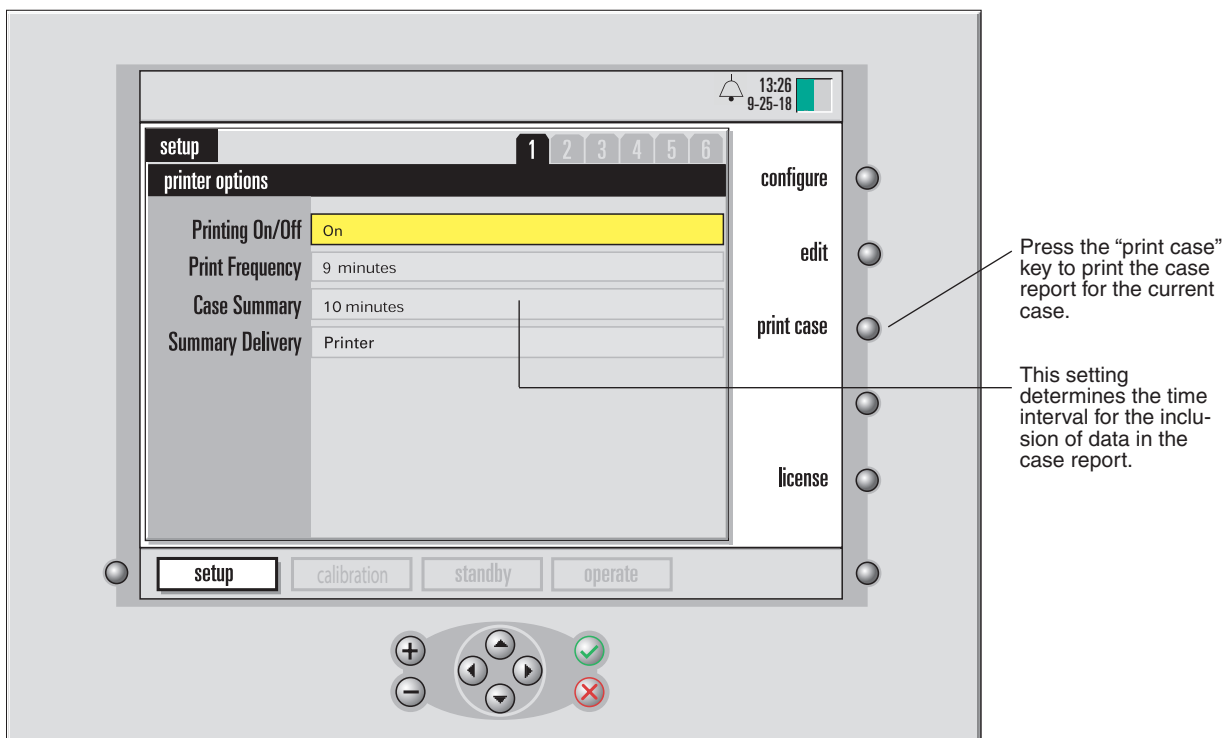 13:26
9-25-18
setup
1 2 3 4 5 6
printer options
Printing On/Off On
Print Frequency 9 minutes
Case Summary 10 minutes
Summary Delivery Printer
configure
edit
print case
license
setup calibration standby operate
Press the “print case”
key to print the case
report for the current
case.
This setting
determines the time
interval for the inclu-
sion of data in the
case report.